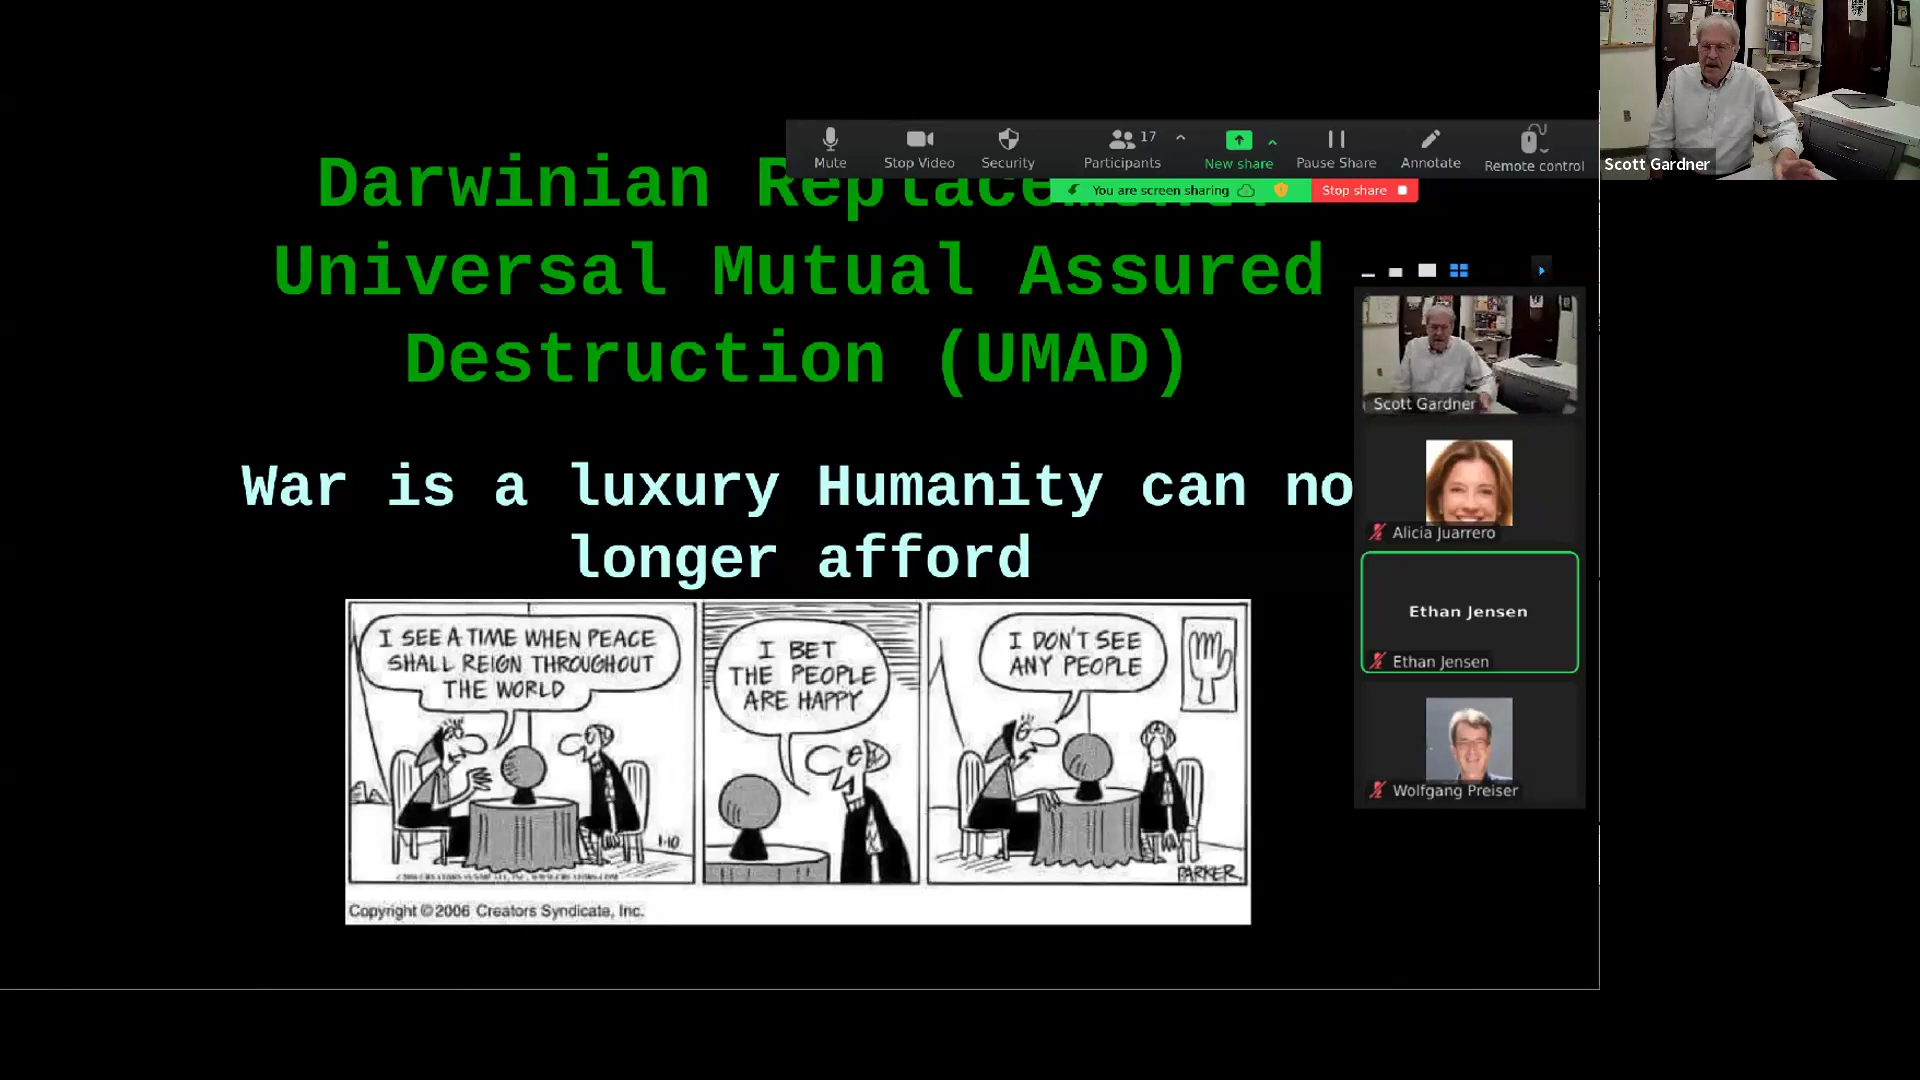 Mute
Stop Video
Security
17
Participants
New share
Pause Share
Annotate
Remote control
You are screen sharing
Stop share
Scott Gardner
Darwinian
Universal Mutual Assured
Destruction (UMAD)
War is a luxury Humanity can no
longer afford
I SEE A TIME WHEN PEACE
SHALL REIGN THROUGHOUT
THE WORLD
1-10
I BET
THE PEOPLE
ARE HAPPY
I DON'T SEE
ANY PEOPLE
PARKER
Copyright © 2006 Creators Syndicate, Inc.
Scott Gardner
Alicia Juarrero
Ethan Jensen
Ethan Jensen
Wolfgang Preiser